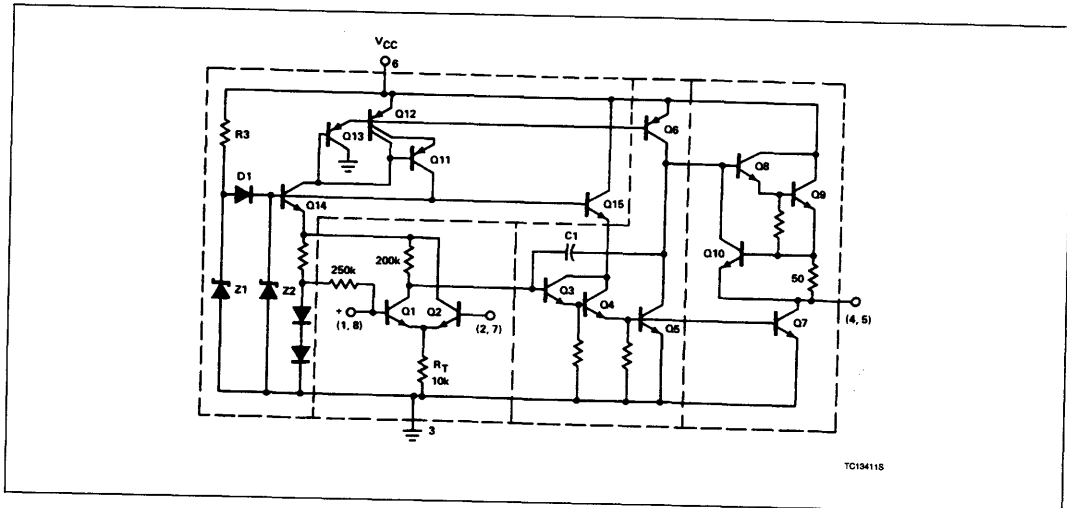 VCC
6
Q12
Q13
Q6
R3
Q11
Q8
D1
Q9
Q14
Q15
C1
200k
Q10
250k
50
Z1
Z2
Q3
Q4
+
(1, 8)
Q1
Q2
(2, 7)
Q5
Q7
(4, 5)
RT
10k
3
TC13411S